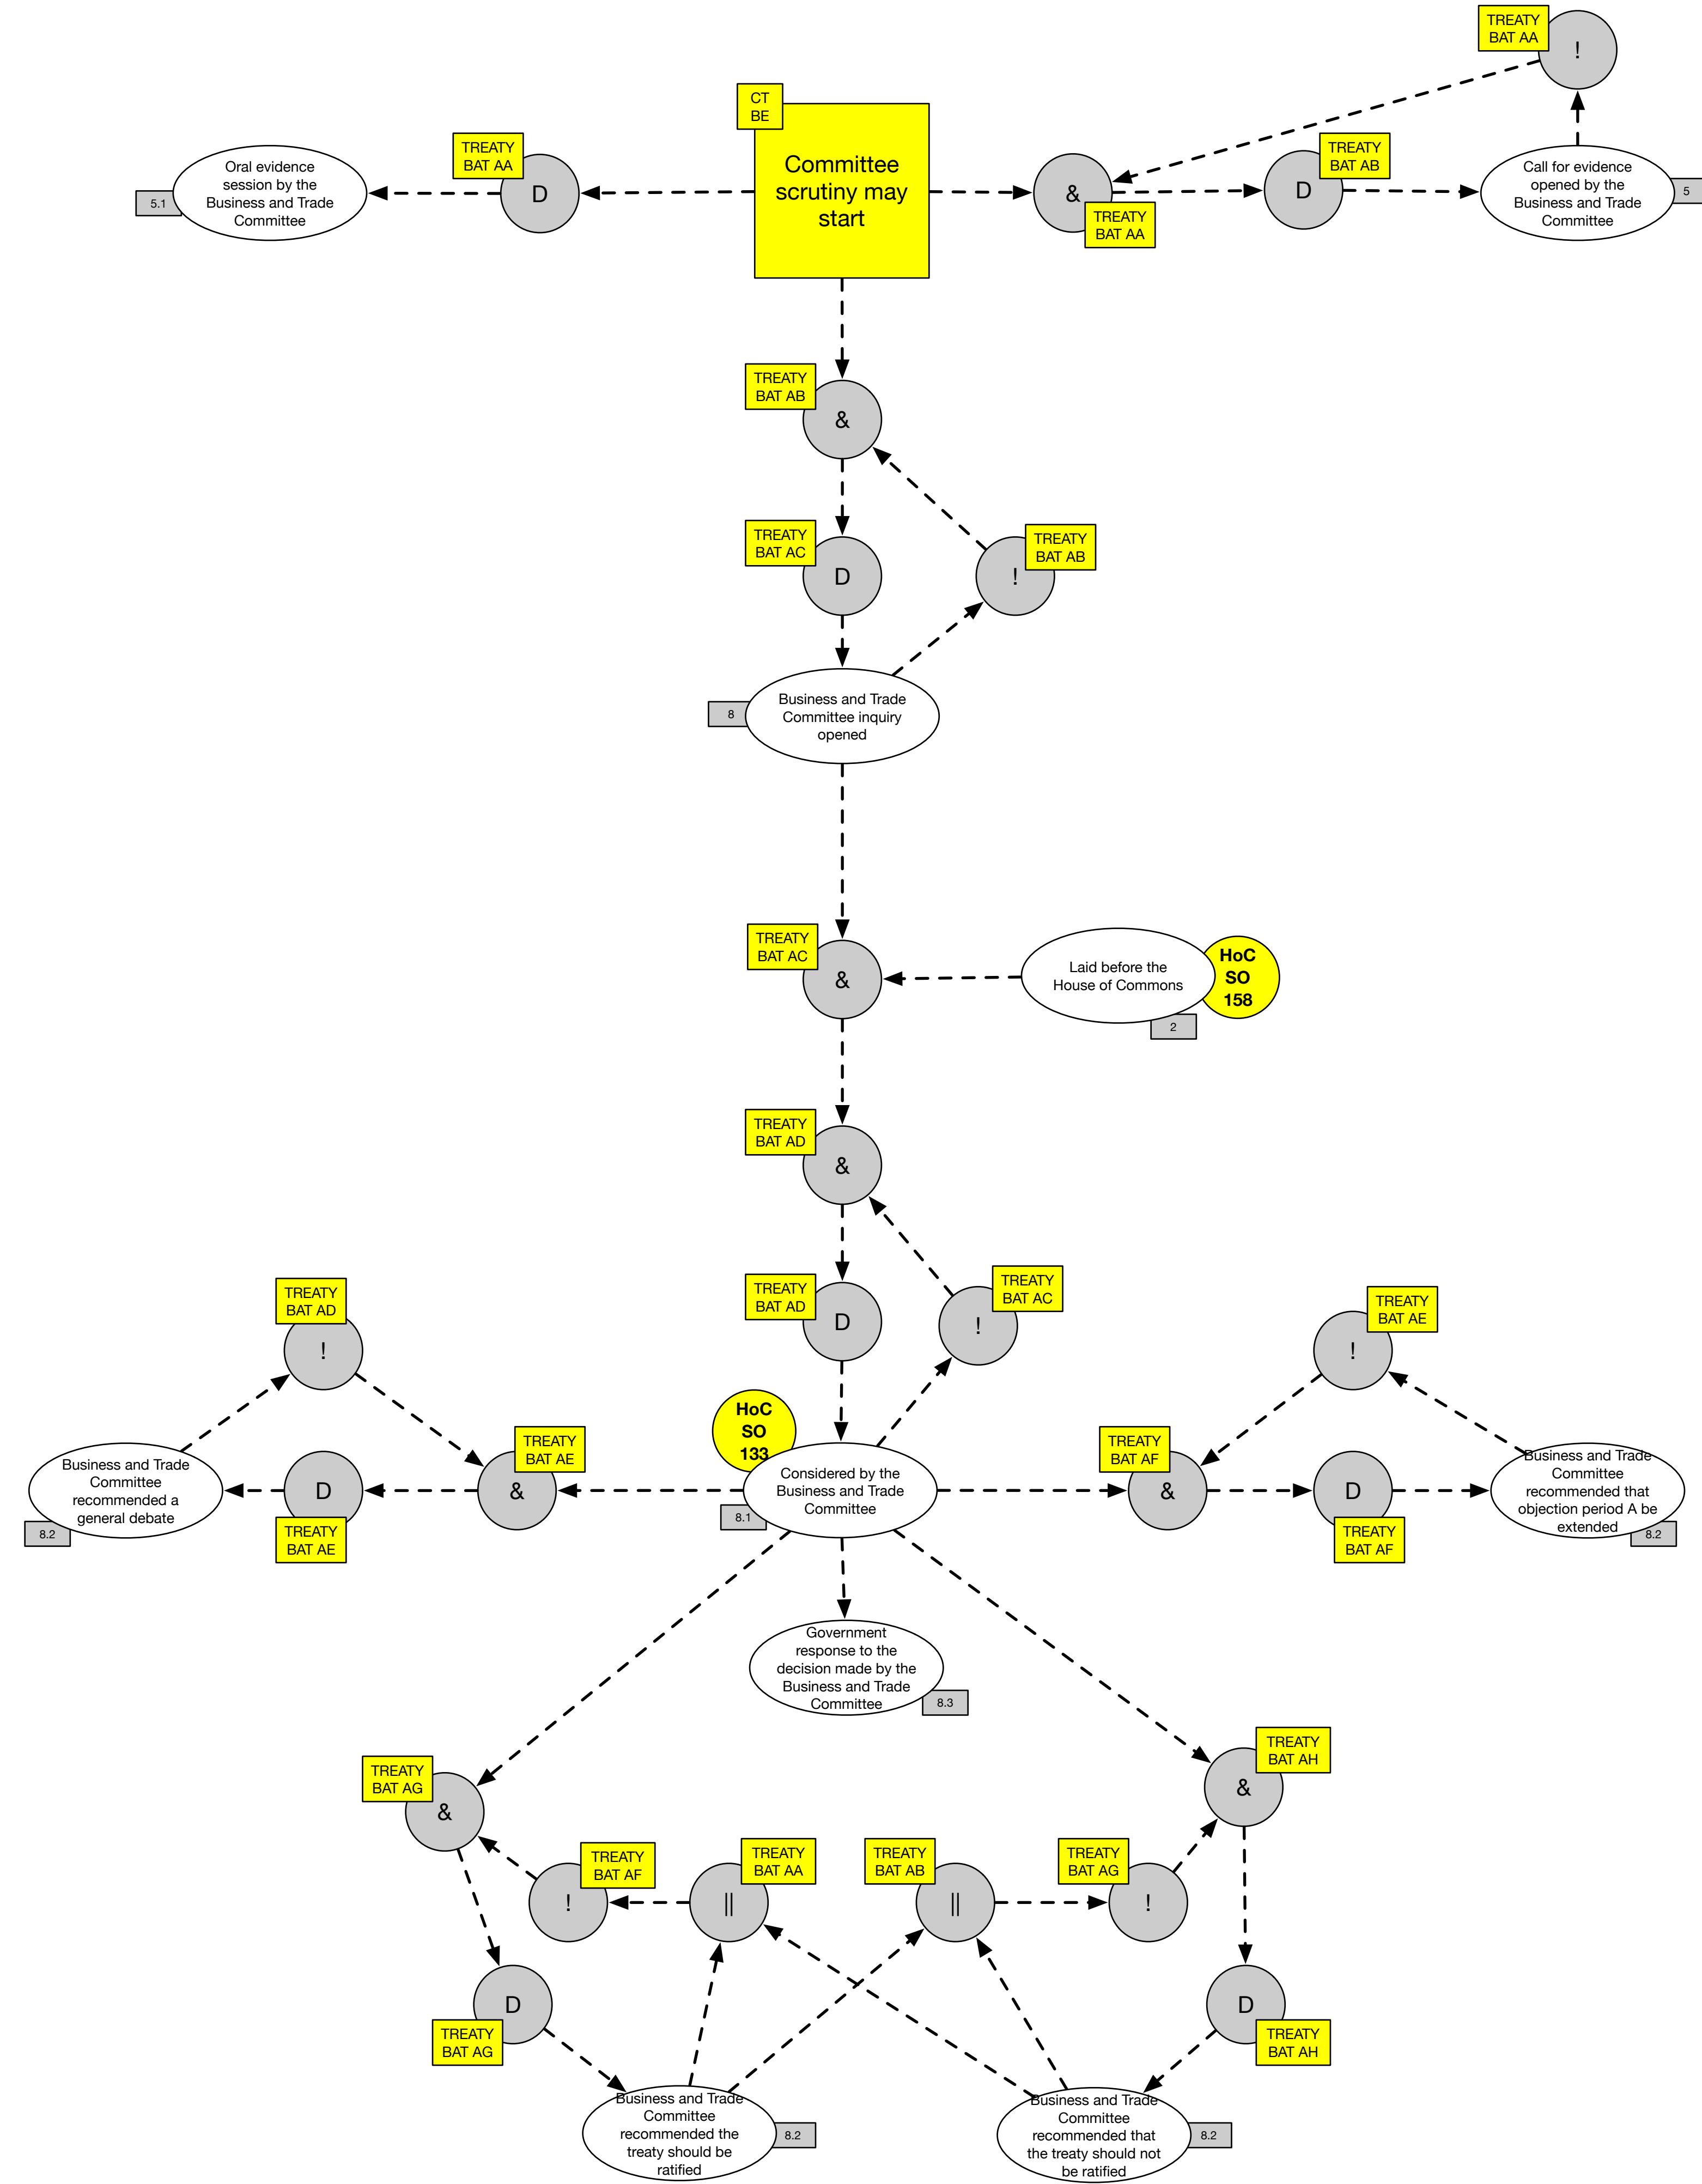 TREATY
BAT AA
!
CT
BE
Committee
scrutiny may
start
TREATY
BAT AA
D
Oral evidence
session by the
Business and Trade
Committee
5.1
&
TREATY
BAT AA
D
TREATY
BAT AB
Call for evidence
opened by the
Business and Trade
Committee
5
TREATY
BAT AB
&
TREATY
BAT AC
D
!
TREATY
BAT AB
Business and Trade
Committee inquiry
opened
8
TREATY
BAT AC
&
Laid before the
House of Commons
HoC
SO
158
2
TREATY
BAT AD
&
TREATY
BAT AD
D
!
TREATY
BAT AC
TREATY
BAT AD
!
TREATY
BAT AE
!
HoC
SO
133
Considered by the
Business and Trade
Committee
8.1
TREATY
BAT AE
&
D
TREATY
BAT AE
Business and Trade
Committee
recommended a
general debate
8.2
TREATY
BAT AF
&
D
TREATY
BAT AF
Business and Trade
Committee
recommended that
objection period A be
extended
8.2
Government
response to the
decision made by the
Business and Trade
Committee
8.3
TREATY
BAT AG
&
TREATY
BAT AH
&
!
TREATY
BAT AF
||
TREATY
BAT AA
TREATY
BAT AB
||
TREATY
BAT AG
!
D
TREATY
BAT AG
D
TREATY
BAT AH
Business and Trade
Committee
recommended the
treaty should be
ratified
8.2
Business and Trade
Committee
recommended that
the treaty should not
be ratified
8.2